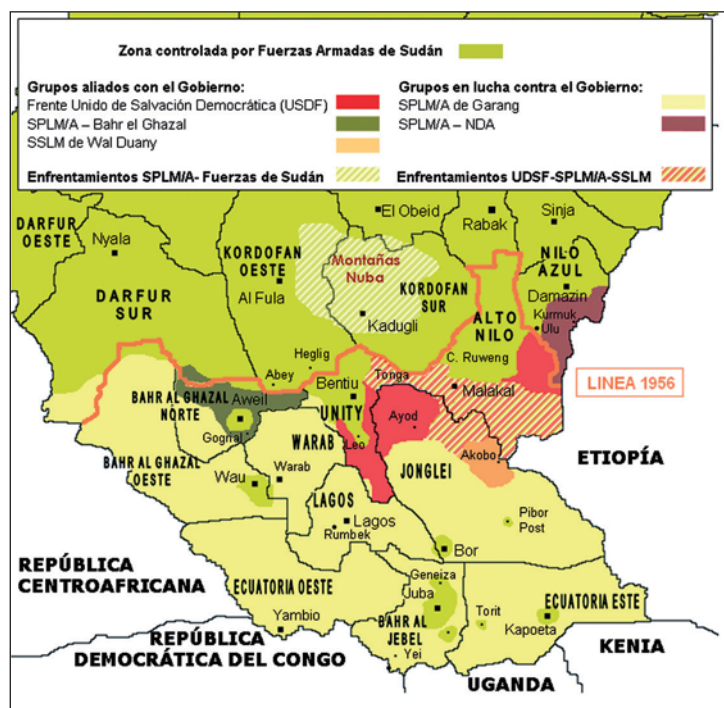 Zona controlada por Fuerzas Armadas de Sudán
Grupos aliados con el Gobierno:
Frente Unido de Salvación Democrática (USDF)
SPLM/A – Bahr el Ghazal
SSLM de Wal Duany
Grupos en lucha contra el Gobierno:
SPLM/A de Garang
SPLM/A – NDA
Enfrentamientos SPLM/A- Fuerzas de Sudán
Enfrentamientos UDSF-SPLM/A-SSLM
DARFUR
OESTE
Nyala
DARFUR
SUR
KORDOFAN
OESTE
Al Fula
El Obeid
Montañas
Nuba
KORDOFAN
SUR
Kadugli
Rabak
Sinja
NILO
AZUL
Damazin
Kurmuk
Ulu
ALTO
NILO
C. Ruweng
Heglig
Abey
Bentiu
Tonga
Malakal
LINEA 1956
BAHR AL GHAZAL
NORTE
Aweil
Gogrial
UNITY
Leo
Ayod
Akobo
ETIOPÍA
BAHR AL GHAZAL
OESTE
Wau
WARAB
Warab
JONGLEI
LAGOS
Lagos
Rumbek
Pibor
Post
Bor
REPÚBLICA
CENTROAFRICANA
ECUATORIA OESTE
Yambio
Geneiza
Juba
BAHR AL
JEBEL
Yei
Torit
ECUATORIA ESTE
Kapoeta
REPÚBLICA
DEMOCRÁTICA DEL CONGO
UGANDA
KENIA